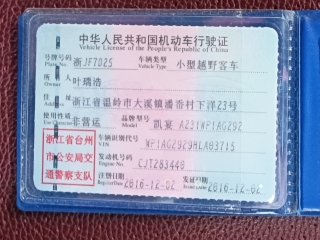 中华人民共和国机动车行驶证
Vehicle License of the People's Republic of China
号牌号码 浙JF7025 车辆类型 小型越野客车
Plate No. Vehicle Type
所有人 叶瑞浩
Owner
住址 浙江省温岭市大溪镇潘岙村下洋23号
Address
使用性质 非营运 品牌型号 凯宴 AZ31WP1AG292
浙江省台州
市公安局交
通警察支队
车辆识别代号 WP1AG2929HLA83715
VIN
发动机号码 CJT283448
Engine No.
注册日期 2016-12-02 发证日期 2016-12-02
Register Date Issue Date